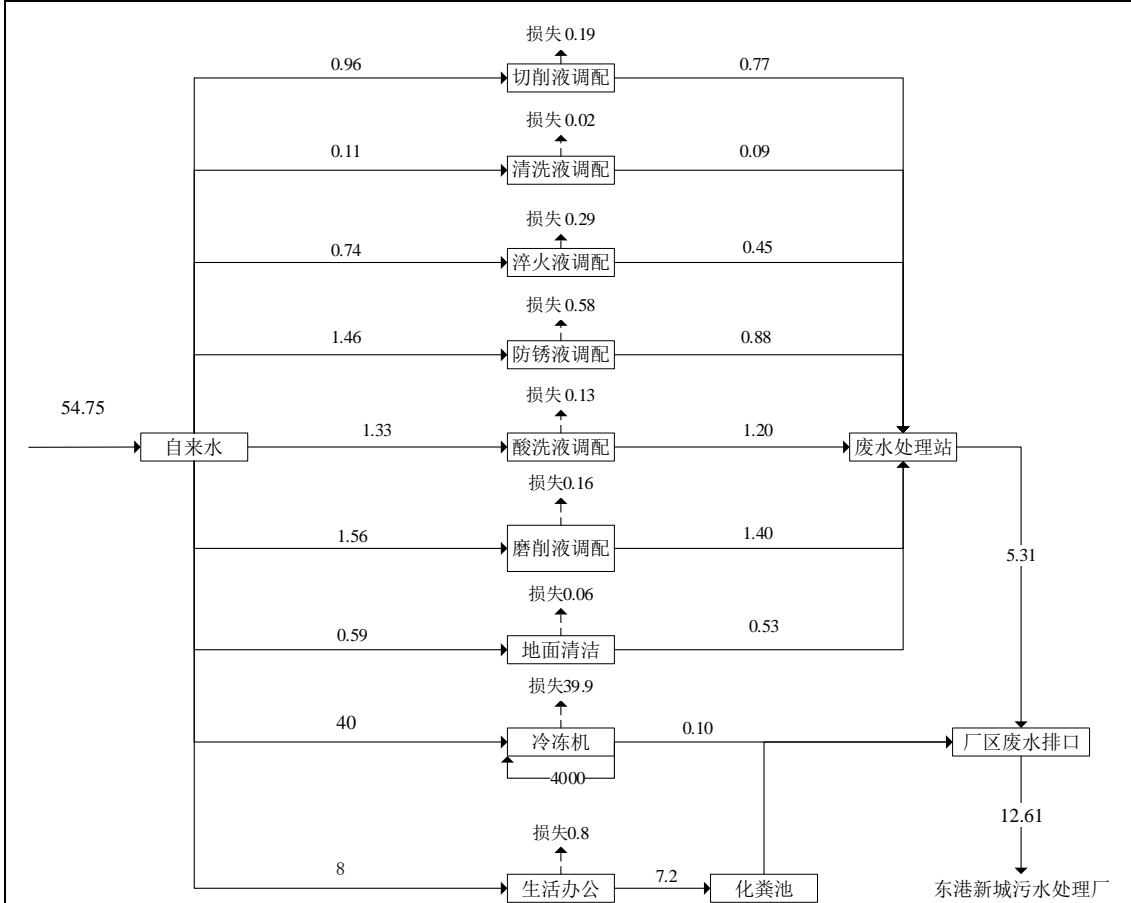 损失 0.19
0.96
切削液调配
0.77
损失 0.02
0.11
清洗液调配
0.09
损失 0.29
0.74
淬火液调配
0.45
损失 0.58
1.46
防锈液调配
0.88
54.75
自来水
损失 0.13
1.33
酸洗液调配
1.20
废水处理站
损失0.16
1.56
磨削液调配
1.40
5.31
损失0.06
0.59
地面清洁
0.53
损失39.9
40
冷冻机
0.10
厂区废水排口
4000
12.61
损失0.8
8
生活办公
7.2
化粪池
东港新城污水处理厂